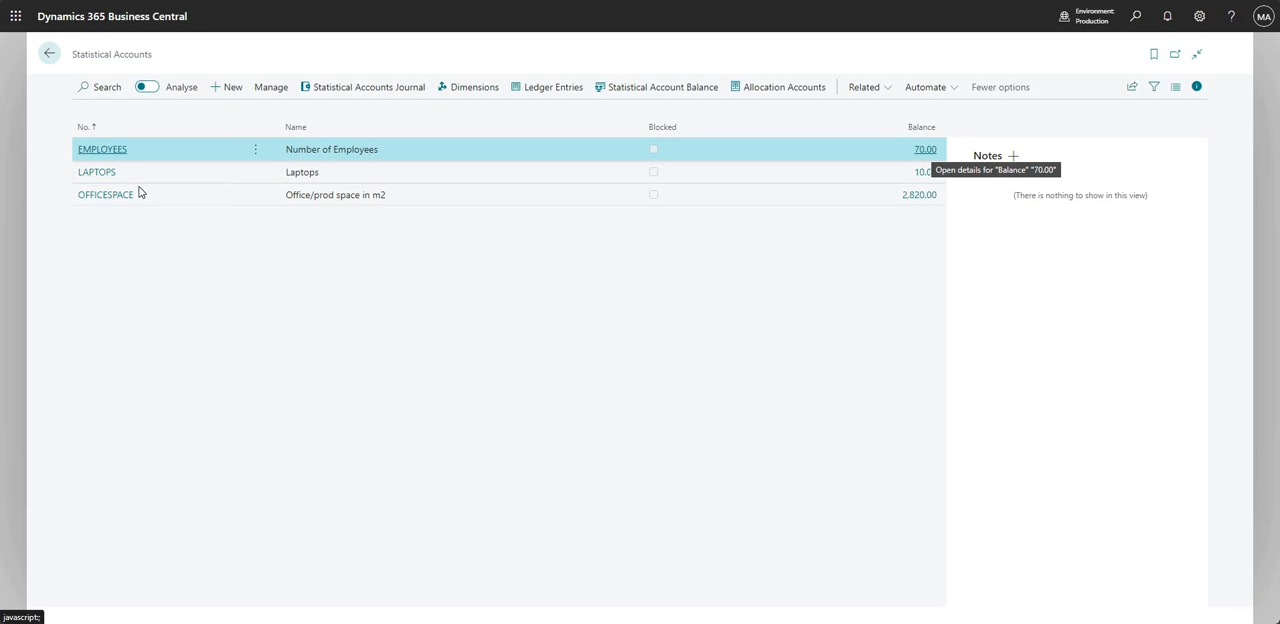 Dynamics 365 Business Central
Environment:
Production
?
MA
Statistical Accounts
Search Analyse New Manage Statistical Accounts Journal Dimensions Ledger Entries Statistical Account Balance Allocation Accounts Related Automate Fewer options
No. ↑ Name Blocked Balance
EMPLOYEES Number of Employees 70.00
Notes +
Open details for "Balance" "70.00"
LAPTOPS Laptops 10.0
OFFICESPACE Office/prod space in m2 2,820.00
(There is nothing to show in this view)
javascript:;